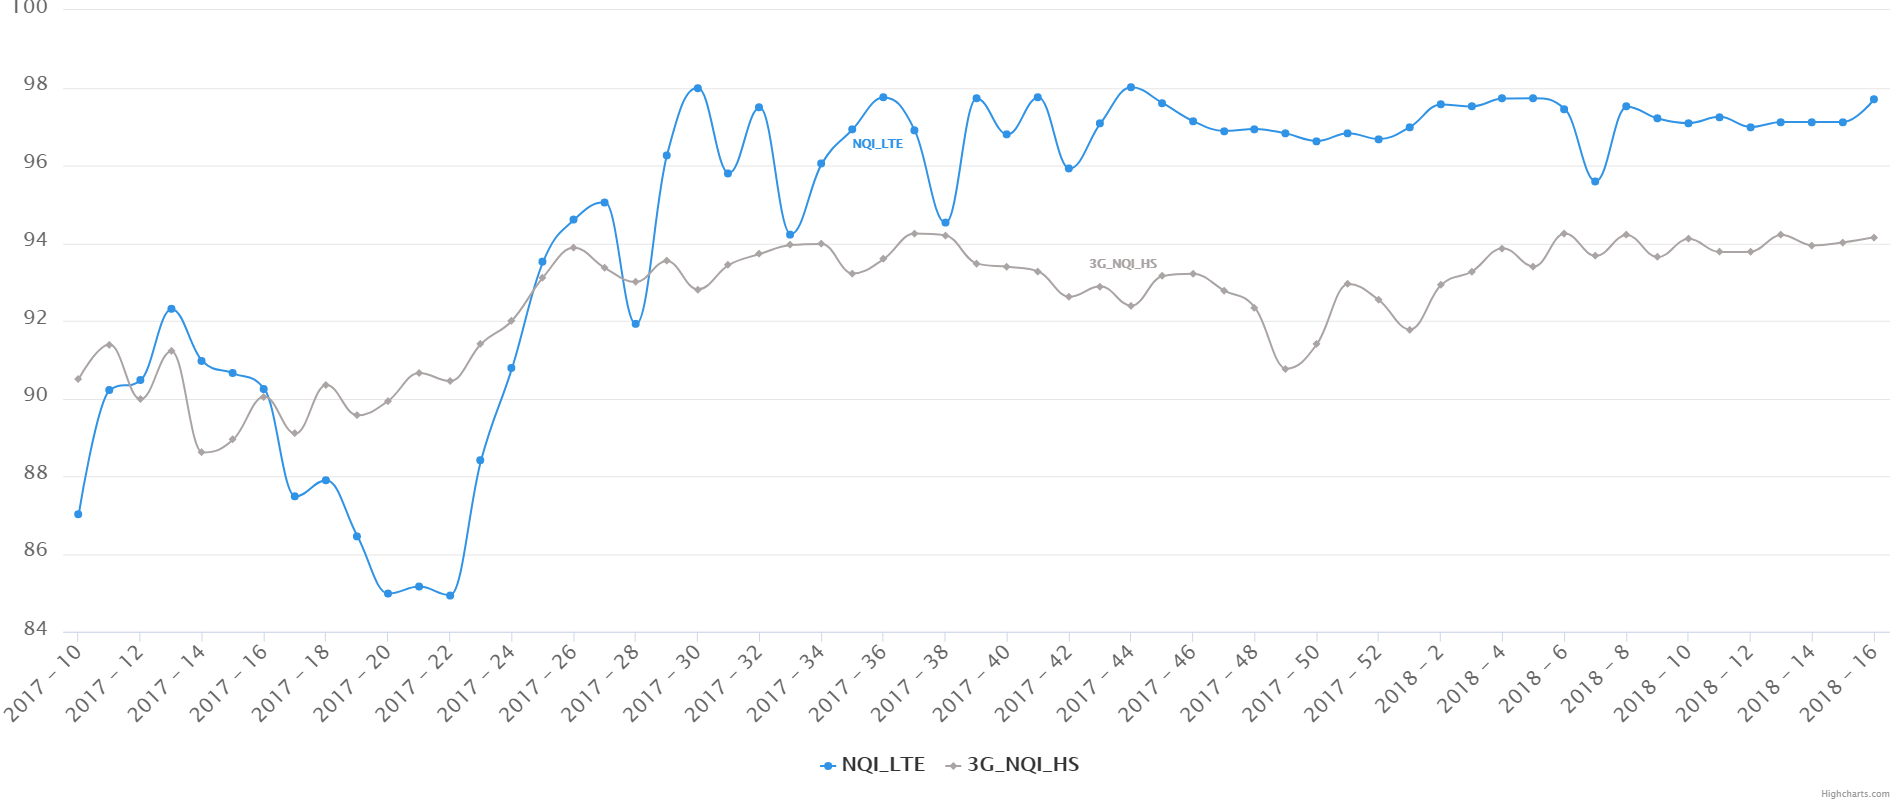 100
98
96
94
92
90
88
86
84
NQI_LTE
3G_NQI_HS
2017 – 10
2017 – 12
2017 – 14
2017 – 16
2017 – 18
2017 – 20
2017 – 22
2017 – 24
2017 – 26
2017 – 28
2017 – 30
2017 – 32
2017 – 34
2017 – 36
2017 – 38
2017 – 40
2017 – 42
2017 – 44
2017 – 46
2017 – 48
2017 – 50
2017 – 52
2018 – 2
2018 – 4
2018 – 6
2018 – 8
2018 – 10
2018 – 12
2018 – 14
2018 – 16
NQI_LTE 3G_NQI_HS
Highcharts.com